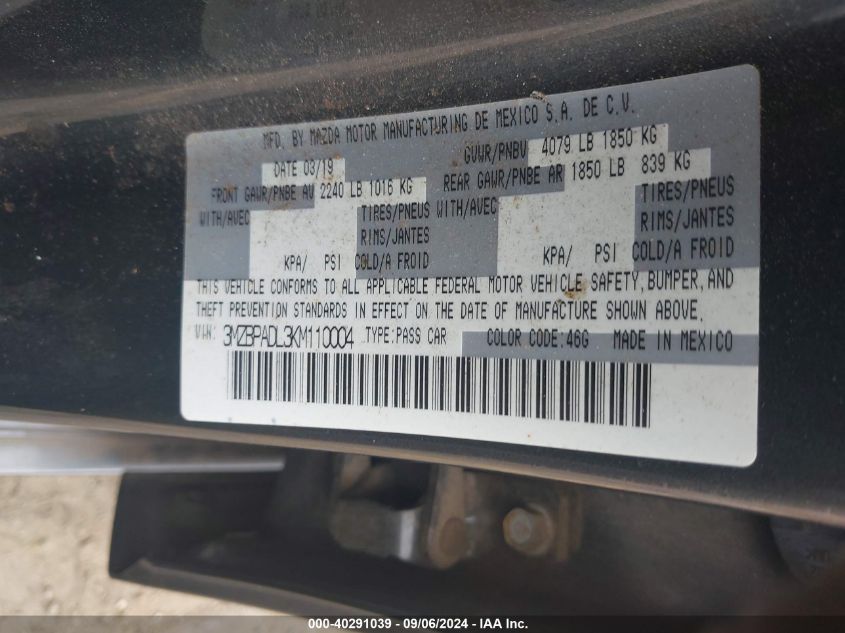 MFD. BY MAZDA MOTOR MANUFACTURING DE MEXICO S.A. DE C.V.
DATE 03/19 GVWR/PNBV 4079 LB 1850 KG
FRONT GAWR/PNBE AV 2240 LB 1016 KG REAR GAWR/PNBE AR 1850 LB 839 KG
WITH/AVEC TIRES/PNEUS WITH/AVEC TIRES/PNEUS
RIMS/JANTES RIMS/JANTES
KPA/ PSI COLD/A FROID KPA/ PSI COLD/A FROID
THIS VEHICLE CONFORMS TO ALL APPLICABLE FEDERAL MOTOR VEHICLE SAFETY, BUMPER, AND
THEFT PREVENTION STANDARDS IN EFFECT ON THE DATE OF MANUFACTURE SHOWN ABOVE.
VIN: 3MZBPADL3KM110004 TYPE:PASS CAR COLOR CODE:46G MADE IN MEXICO
000-40291039 - 09/06/2024 - IAA Inc.